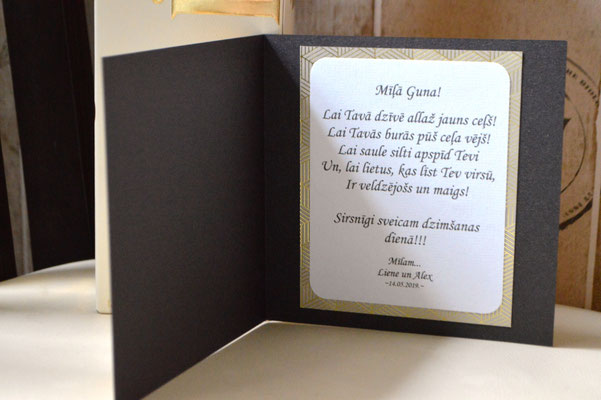 Mīļā Guna!
Lai Tavā dzīvē allaž jauns ceļš!
Lai Tavās burās pūš ceļa vējš!
Lai saule silti apspīd Tevi
Un, lai lietus, kas līst Tev virsū,
Ir veldzējošs un maigs!
Sirsnīgi sveicam dzimšanas
dienā!!!
Mīlam...
Liene un Alex
~14.05.2019.~